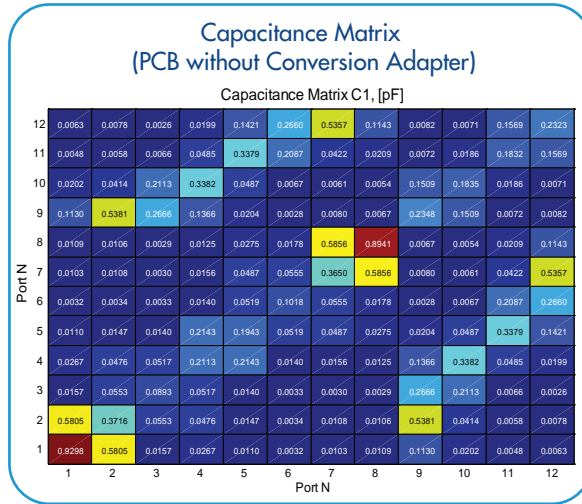 Capacitance Matrix
(PCB without Conversion Adapter)
Capacitance Matrix C1, [pF]
12 0.0063 0.0078 0.0026 0.0199 0.1421 0.2660 0.5357 0.1143 0.0082 0.0071 0.1569 0.2323
11 0.0048 0.0058 0.0066 0.0485 0.3379 0.2087 0.0422 0.0209 0.0072 0.0186 0.1832 0.1569
10 0.0202 0.0414 0.2113 0.3382 0.0487 0.0067 0.0061 0.0054 0.1509 0.1835 0.0186 0.0071
9 0.1130 0.5381 0.2666 0.1366 0.0204 0.0028 0.0080 0.0067 0.2348 0.1509 0.0072 0.0082
8 0.0109 0.0106 0.0029 0.0125 0.0275 0.0178 0.5856 0.8941 0.0067 0.0054 0.0209 0.1143
7 0.0103 0.0108 0.0030 0.0156 0.0487 0.0555 0.3650 0.5856 0.0080 0.0061 0.0422 0.5357
6 0.0032 0.0034 0.0033 0.0140 0.0519 0.1018 0.0555 0.0178 0.0028 0.0067 0.2087 0.2660
5 0.0110 0.0147 0.0140 0.2143 0.1943 0.0519 0.0487 0.0275 0.0204 0.0487 0.3379 0.1421
4 0.0267 0.0476 0.0517 0.2113 0.2143 0.0140 0.0156 0.0125 0.1366 0.3382 0.0485 0.0199
3 0.0157 0.0553 0.0893 0.0517 0.0140 0.0033 0.0030 0.0029 0.2666 0.2113 0.0066 0.0026
2 0.5805 0.3716 0.0553 0.0476 0.0147 0.0034 0.0108 0.0106 0.5381 0.0414 0.0058 0.0078
1 0.9298 0.5805 0.0157 0.0267 0.0110 0.0032 0.0103 0.0109 0.1130 0.0202 0.0048 0.0063
1 2 3 4 5 6 7 8 9 10 11 12
Port N
Port N